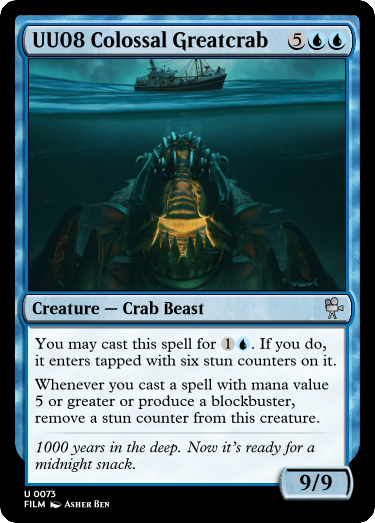 UU08 Colossal Greatcrab 5
Creature — Crab Beast
You may cast this spell for 1. If you do,
it enters tapped with six stun counters on it.
Whenever you cast a spell with mana value
5 or greater or produce a blockbuster,
remove a stun counter from this creature.
1000 years in the deep. Now it's ready for a
midnight snack.
9/9
U 0073
FILM Asher Ben